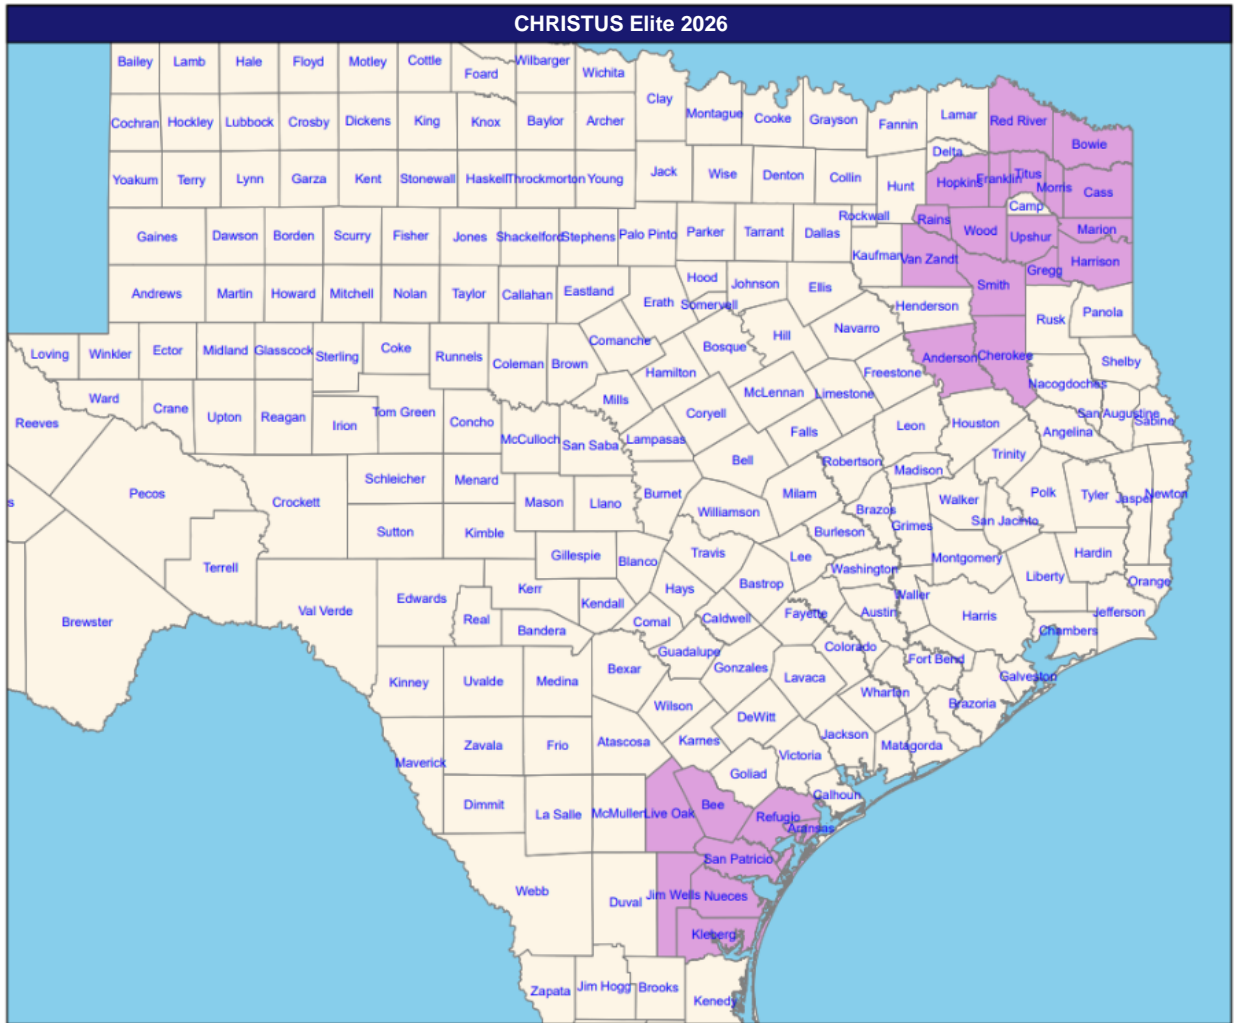 CHRISTUS Elite 2026
Bailey Lamb Hale Floyd Motley Cottle Foard Wilbarger Wichita
Clay Montague Cooke Grayson Fannin Lamar Red River Bowie
Cochran Hockley Lubbock Crosby Dickens King Knox Baylor Archer
Delta
Yoakum Terry Lynn Garza Kent Stonewall Haskell Throckmorton Young Jack Wise Denton Collin Hunt Hopkins Franklin Titus Morris Cass
Camp
Rockwall Rains Wood Upshur Marion
Gaines Dawson Borden Scurry Fisher Jones Shackelford Stephens Palo Pinto Parker Tarrant Dallas
Kaufman Van Zandt Gregg Harrison
Andrews Martin Howard Mitchell Nolan Taylor Callahan Eastland Erath Hood Somervell Johnson Ellis Henderson Smith
Rusk Panola
Loving Winkler Ector Midland Glasscock Sterling Coke Runnels Coleman Brown Comanche Hamilton Bosque Hill Navarro Freestone Anderson Cherokee Nacogdoches Shelby
Reeves Ward Crane Upton Reagan Irion Tom Green Concho McCulloch San Saba Mills Lampasas Coryell McLennan Limestone Falls Leon Houston Angelina San Augustine Sabine
Bell Robertson Madison Trinity
s Pecos Crockett Schleicher Menard Mason Llano Burnet Williamson Milam Brazos Grimes Walker San Jacinto Polk Tyler Jasper Newton
Sutton Kimble Burleson
Terrell Gillespie Blanco Travis Lee Washington Montgomery Liberty Hardin Orange
Brewster Val Verde Edwards Real Kerr Bandera Kendall Comal Hays Caldwell Bastrop Fayette Austin Waller Harris Chambers Jefferson
Kinney Uvalde Medina Bexar Guadalupe Gonzales Lavaca Colorado Fort Bend Galveston
Wilson Wharton Brazoria
Maverick Zavala Frio Atascosa Karnes DeWitt Victoria Jackson Matagorda
Goliad
Dimmit La Salle McMullen Live Oak Bee Refugio Calhoun
Aransas
San Patricio
Webb Duval Jim Wells Nueces
Kleberg
Zapata Jim Hogg Brooks Kenedy